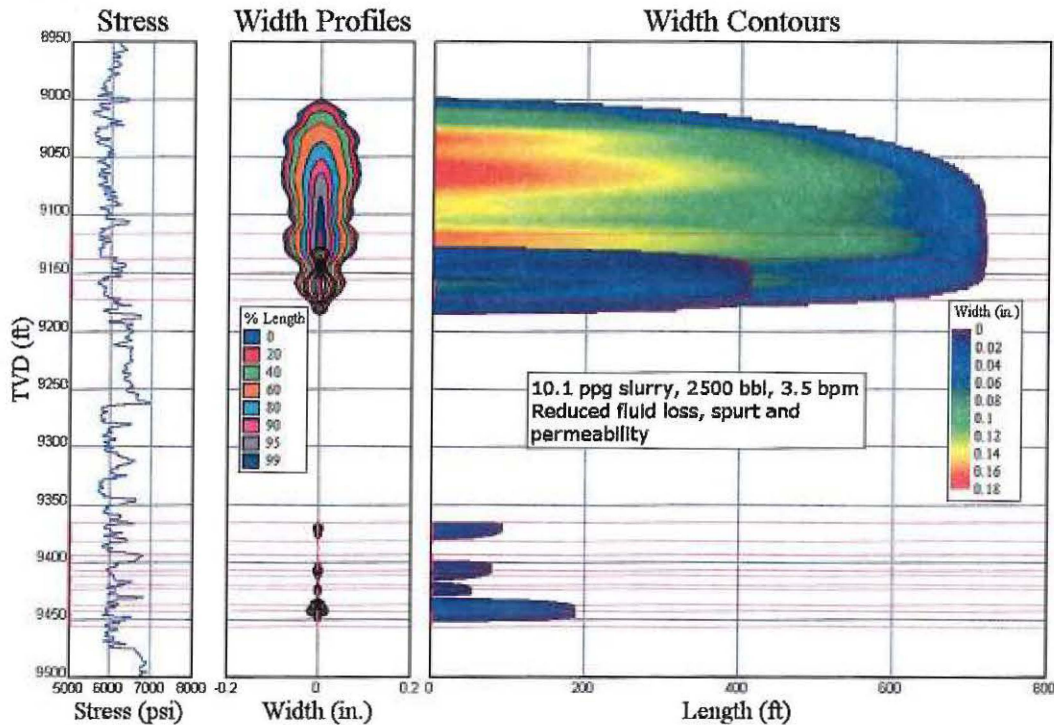 Stress
Width Profiles
Width Contours
TVD (ft)
8950
9000
9050
9100
9150
9200
9250
9300
9350
9400
9450
9500
5000 6000 7000 8000
Stress (psi)
-0.2 0 0.2
Width (in.)
0 200 400 600 800
Length (ft)
% Length
0
20
40
60
80
90
95
99
10.1 ppg slurry, 2500 bbl, 3.5 bpm
Reduced fluid loss, spurt and
permeability
Width (in.)
0
0.02
0.04
0.06
0.08
0.1
0.12
0.14
0.16
0.18